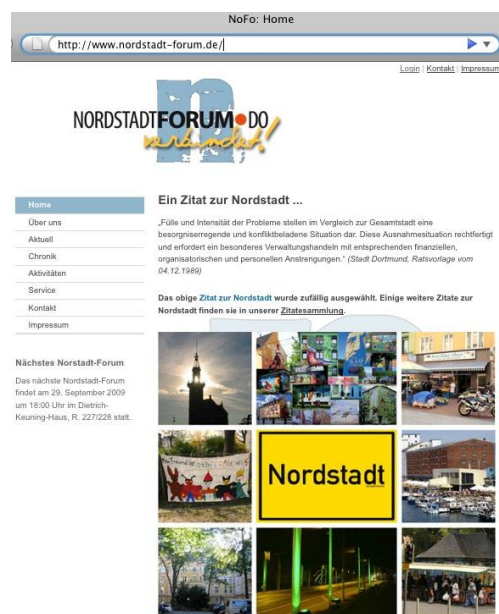 NoFo: Home
http://www.nordstadt-forum.de/
Login | Kontakt | Impressum
NORDSTADTFORUM●DO
verbindet!
Home
Über uns
Aktuell
Chronik
Aktivitäten
Service
Kontakt
Impressum
Nächstes Norstadt-Forum
Das nächste Nordstadt-Forum
findet am 29. September 2009
um 18:00 Uhr im Dietrich-
Keuning-Haus, R. 227/228 statt.
Ein Zitat zur Nordstadt ...
„Fülle und Intensität der Probleme stellen im Vergleich zur Gesamtstadt eine
besorgniserregende und konfliktbeladene Situation dar. Diese Ausnahmesituation rechtfertigt
und erfordert ein besonderes Verwaltungshandeln mit entsprechenden finanziellen,
organisatorischen und personellen Anstrengungen.“ (Stadt Dortmund, Ratsvorlage vom
04.12.1989)
Das obige Zitat zur Nordstadt wurde zufällig ausgewählt. Einige weitere Zitate zur
Nordstadt finden sie in unserer Zitatesammlung.
Nordstadt